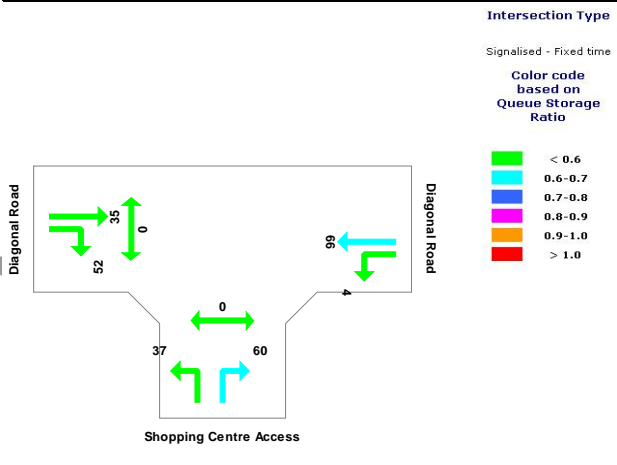 Intersection Type
Signalised - Fixed time
Color code
based on
Queue Storage
Ratio
< 0.6
0.6-0.7
0.7-0.8
0.8-0.9
0.9-1.0
> 1.0
Diagonal Road
35
0
52
Diagonal Road
66
4
0
37
60
Shopping Centre Access